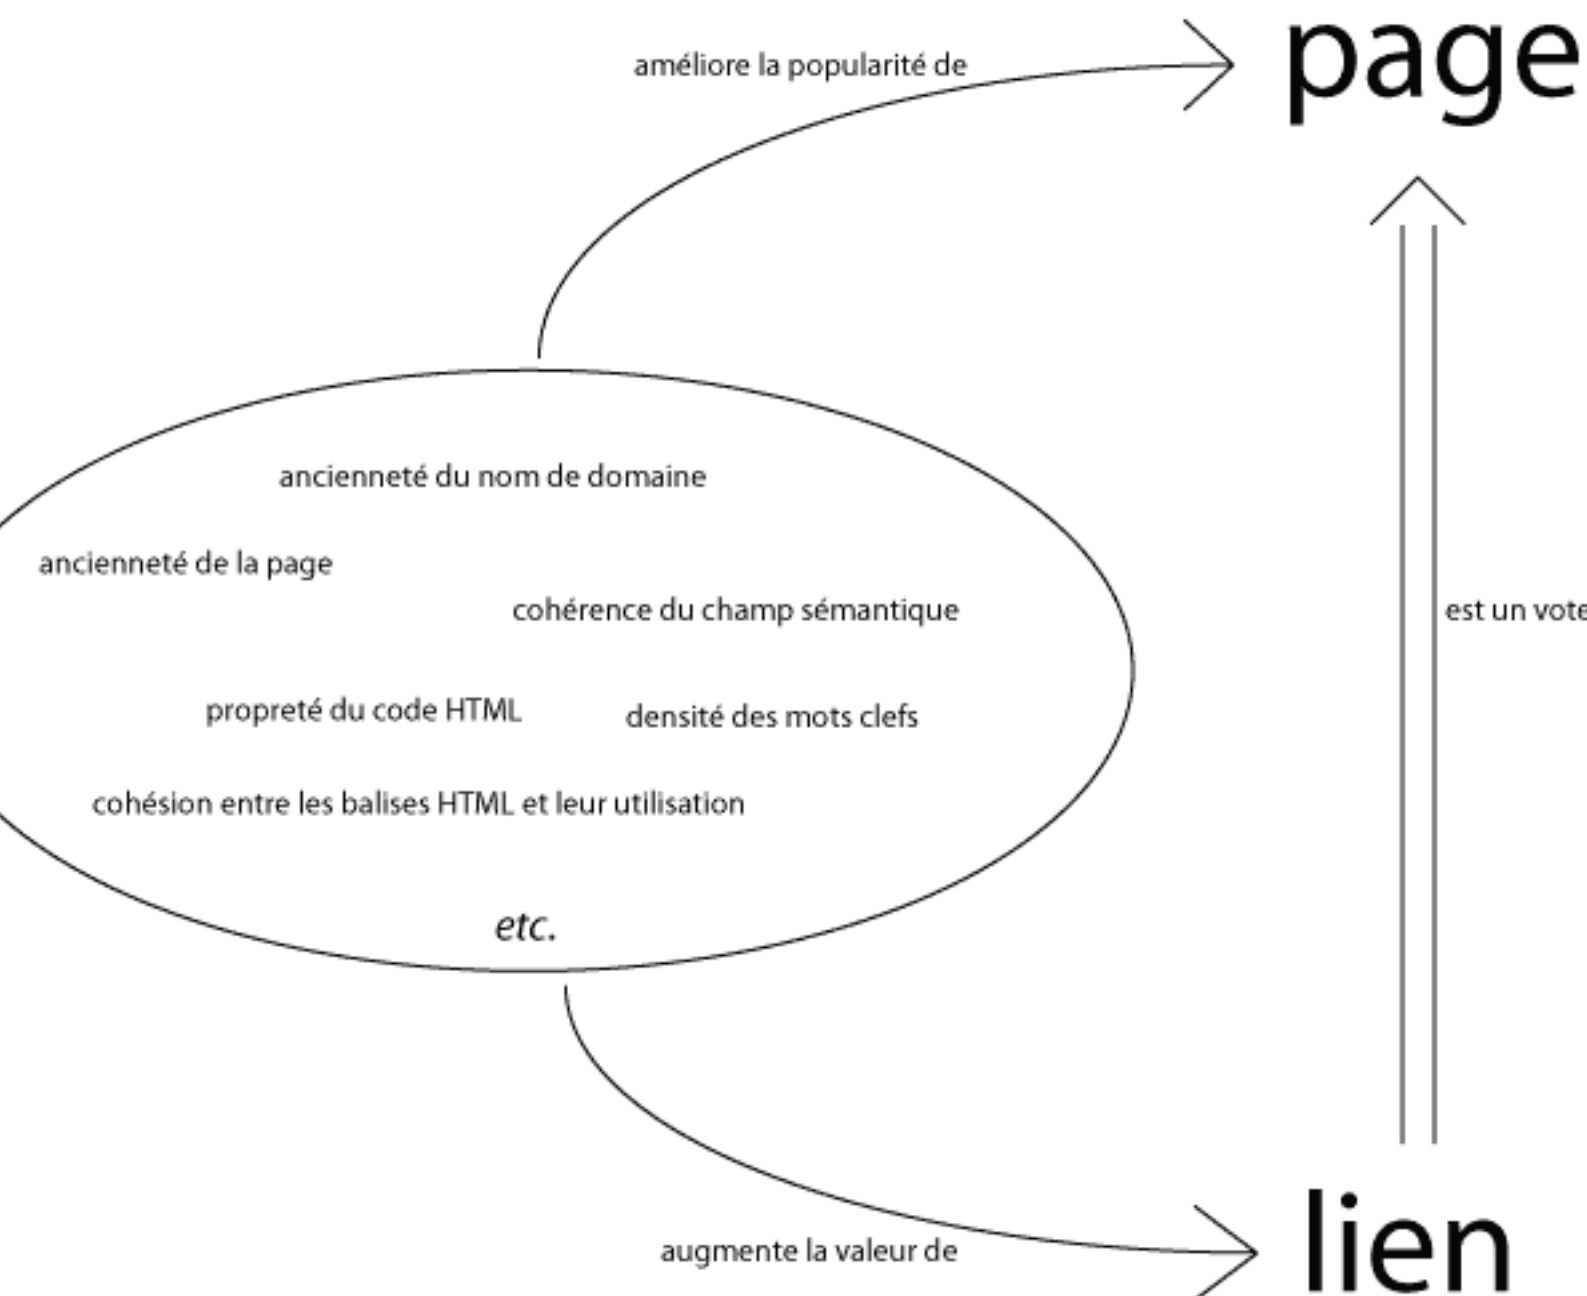 améliore la popularité de
page
ancienneté du nom de domaine
ancienneté de la page
cohérence du champ sémantique
est un vote
propreté du code HTML
densité des mots clefs
cohésion entre les balises HTML et leur utilisation
etc.
augmente la valeur de
lien